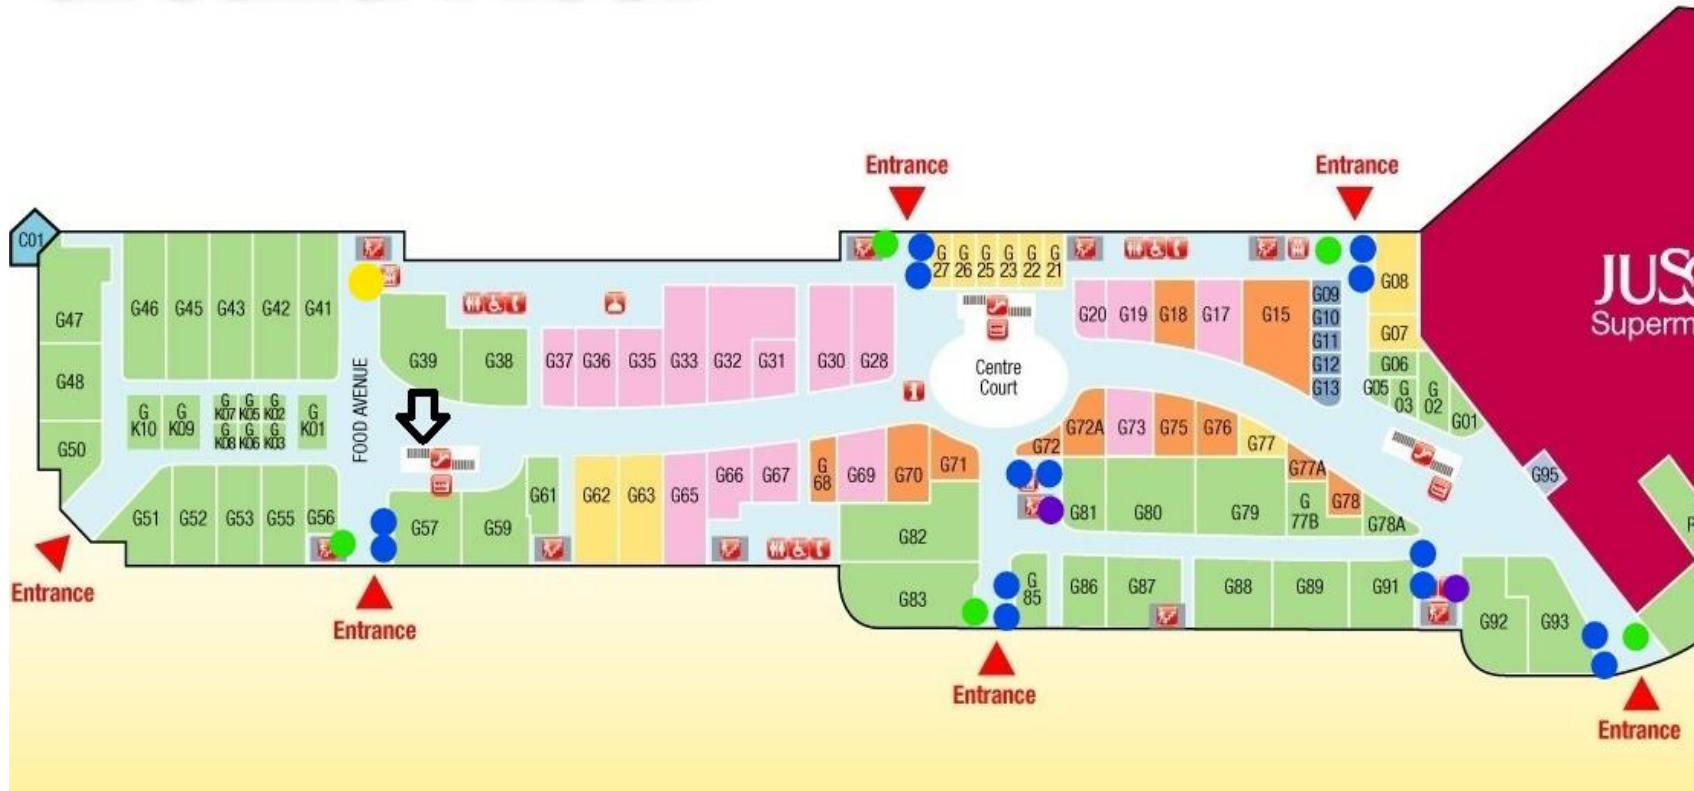 Entrance
Entrance
C01
JUS
Superm
G47
G46
G45
G43
G42
G41
G
27
G
26
G
25
G
23
G
22
G
21
G08
G07
G06
G05
G
03
G
02
G01
G48
G50
G
K10
G
K09
G
K07
G
K05
G
K02
G
K08
G
K06
G
K03
G
K01
FOOD AVENUE
G39
G38
G37
G36
G35
G33
G32
G31
G30
G28
Centre
Court
G20
G19
G18
G17
G15
G09
G10
G11
G12
G13
G51
G52
G53
G55
G56
G57
G59
G61
G62
G63
G65
G66
G67
G
68
G69
G70
G71
G72
G72A
G73
G75
G76
G77
G77A
G78
G78A
G
77B
G79
G80
G81
G82
G83
G
85
G86
G87
G88
G89
G91
G92
G93
G95
Entrance
Entrance
Entrance
Entrance